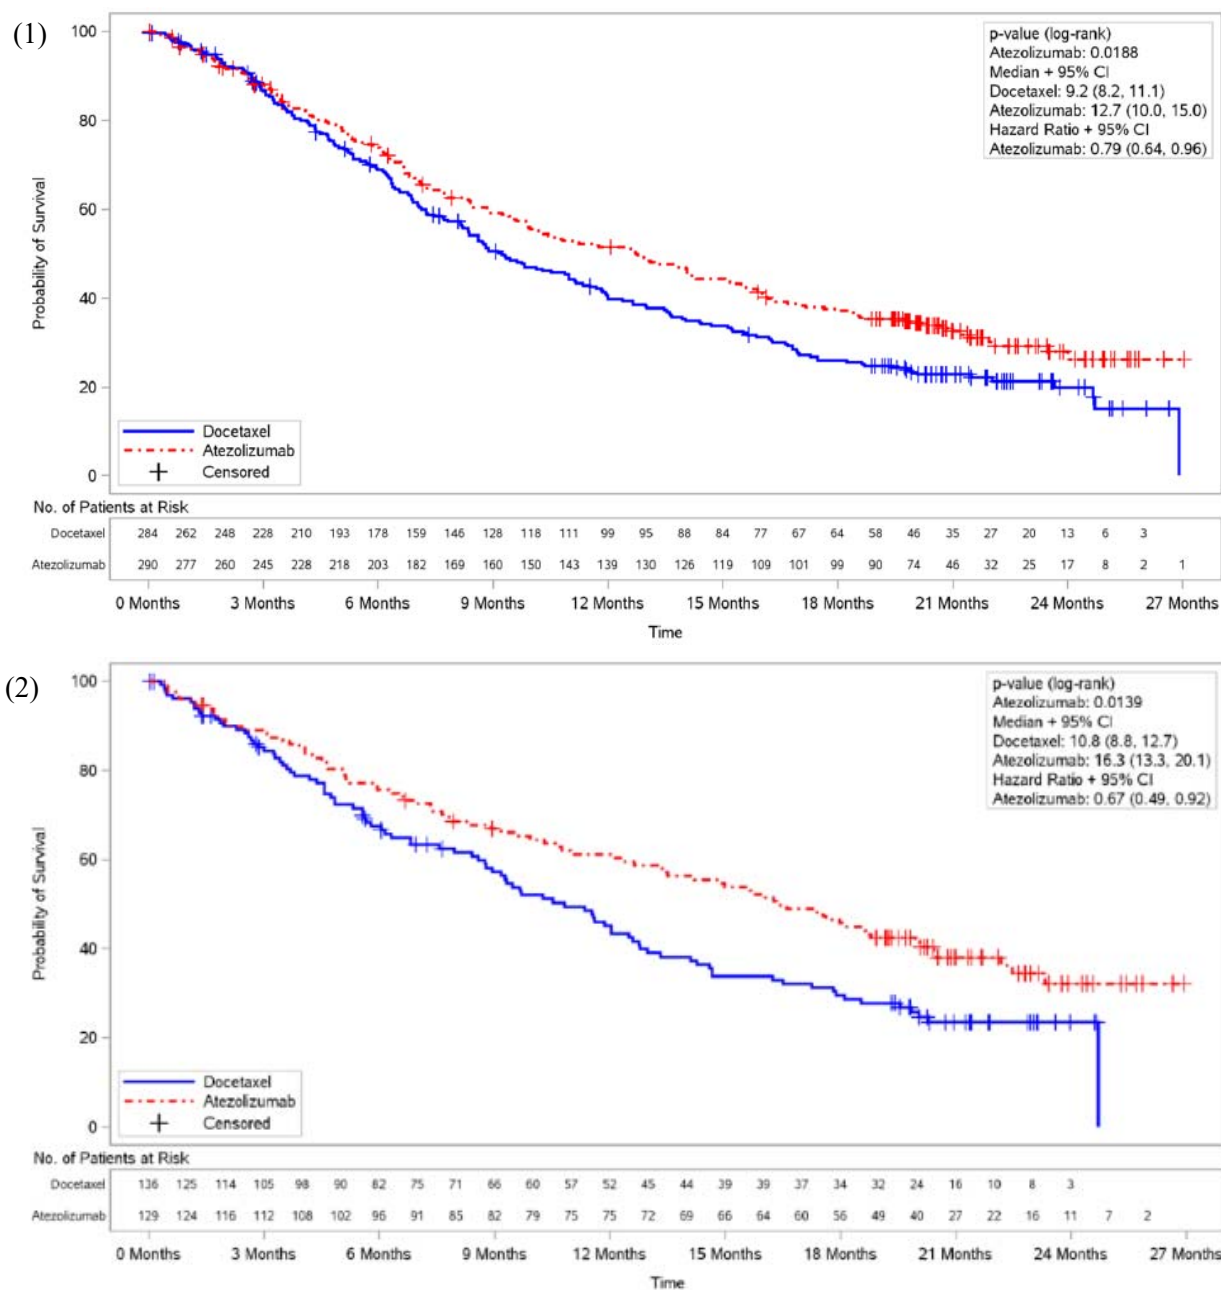 (1)
100
80
60
40
20
0
Probability of Survival
p-value (log-rank)
Atezolizumab: 0.0188
Median + 95% CI
Docetaxel: 9.2 (8.2, 11.1)
Atezolizumab: 12.7 (10.0, 15.0)
Hazard Ratio + 95% CI
Atezolizumab: 0.79 (0.64, 0.96)
Docetaxel
Atezolizumab
Censored
No. of Patients at Risk
Docetaxel 284 262 248 228 210 193 178 159 146 128 118 111 99 95 88 84 77 67 64 58 46 35 27 20 13 6 3
Atezolizumab 290 277 260 245 228 218 203 182 169 160 150 143 139 130 126 119 109 101 99 90 74 46 32 25 17 8 2 1
0 Months 3 Months 6 Months 9 Months 12 Months 15 Months 18 Months 21 Months 24 Months 27 Months
Time
(2)
100
80
60
40
20
0
Probability of Survival
p-value (log-rank)
Atezolizumab: 0.0139
Median + 95% CI
Docetaxel: 10.8 (8.8, 12.7)
Atezolizumab: 16.3 (13.3, 20.1)
Hazard Ratio + 95% CI
Atezolizumab: 0.67 (0.49, 0.92)
Docetaxel
Atezolizumab
Censored
No. of Patients at Risk
Docetaxel 136 125 114 105 98 90 82 75 71 66 60 57 52 45 44 39 39 37 34 32 24 16 10 8 3
Atezolizumab 129 124 116 112 108 102 96 91 85 82 79 75 75 72 69 66 64 60 56 49 40 27 22 16 11 7 2
0 Months 3 Months 6 Months 9 Months 12 Months 15 Months 18 Months 21 Months 24 Months 27 Months
Time